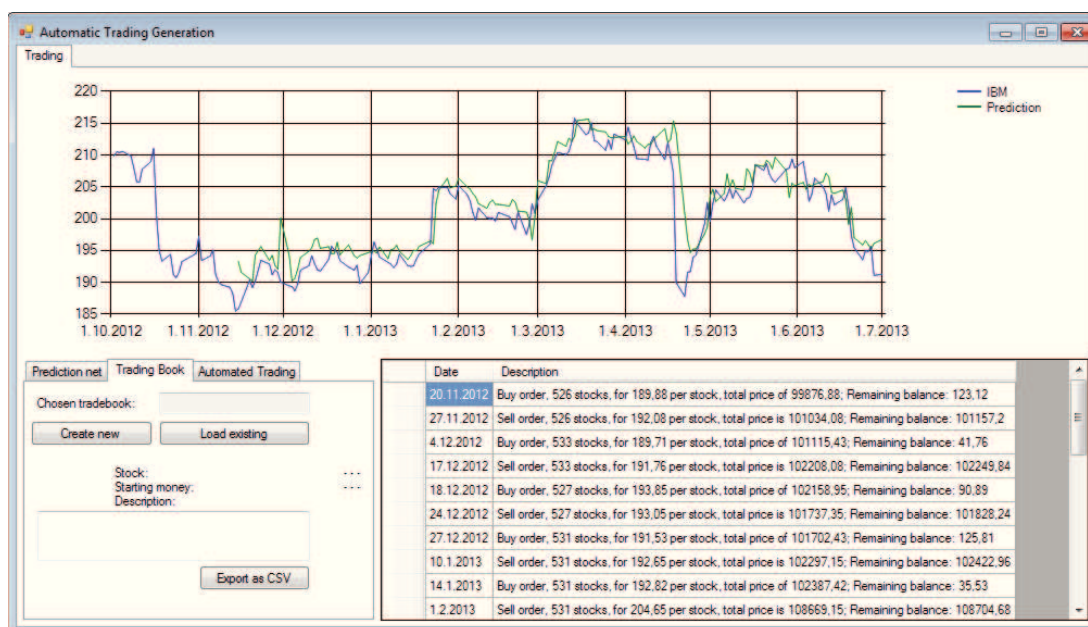 Automatic Trading Generation
Trading
220
215
210
205
200
195
190
185
1.10.2012 1.11.2012 1.12.2012 1.1.2013 1.2.2013 1.3.2013 1.4.2013 1.5.2013 1.6.2013 1.7.2013
IBM
Prediction
Prediction net Trading Book Automated Trading
Chosen tradebook:
Create new Load existing
Stock: ---
Starting money: ---
Description:
Export as CSV
Date Description
20.11.2012 Buy order, 526 stocks, for 189,88 per stock, total price of 99876,88; Remaining balance: 123,12
27.11.2012 Sell order, 526 stocks, for 192,08 per stock, total price is 101034,08; Remaining balance: 101157,2
4.12.2012 Buy order, 533 stocks, for 189,71 per stock, total price of 101115,43; Remaining balance: 41,76
17.12.2012 Sell order, 533 stocks, for 191,76 per stock, total price is 102208,08; Remaining balance: 102249,84
18.12.2012 Buy order, 527 stocks, for 193,85 per stock, total price of 102158,95; Remaining balance: 90,89
24.12.2012 Sell order, 527 stocks, for 193,05 per stock, total price is 101737,35; Remaining balance: 101828,24
27.12.2012 Buy order, 531 stocks, for 191,53 per stock, total price of 101702,43; Remaining balance: 125,81
10.1.2013 Sell order, 531 stocks, for 192,65 per stock, total price is 102297,15; Remaining balance: 102422,96
14.1.2013 Buy order, 531 stocks, for 192,82 per stock, total price of 102387,42; Remaining balance: 35,53
1.2.2013 Sell order, 531 stocks, for 204,65 per stock, total price is 108669,15; Remaining balance: 108704,68